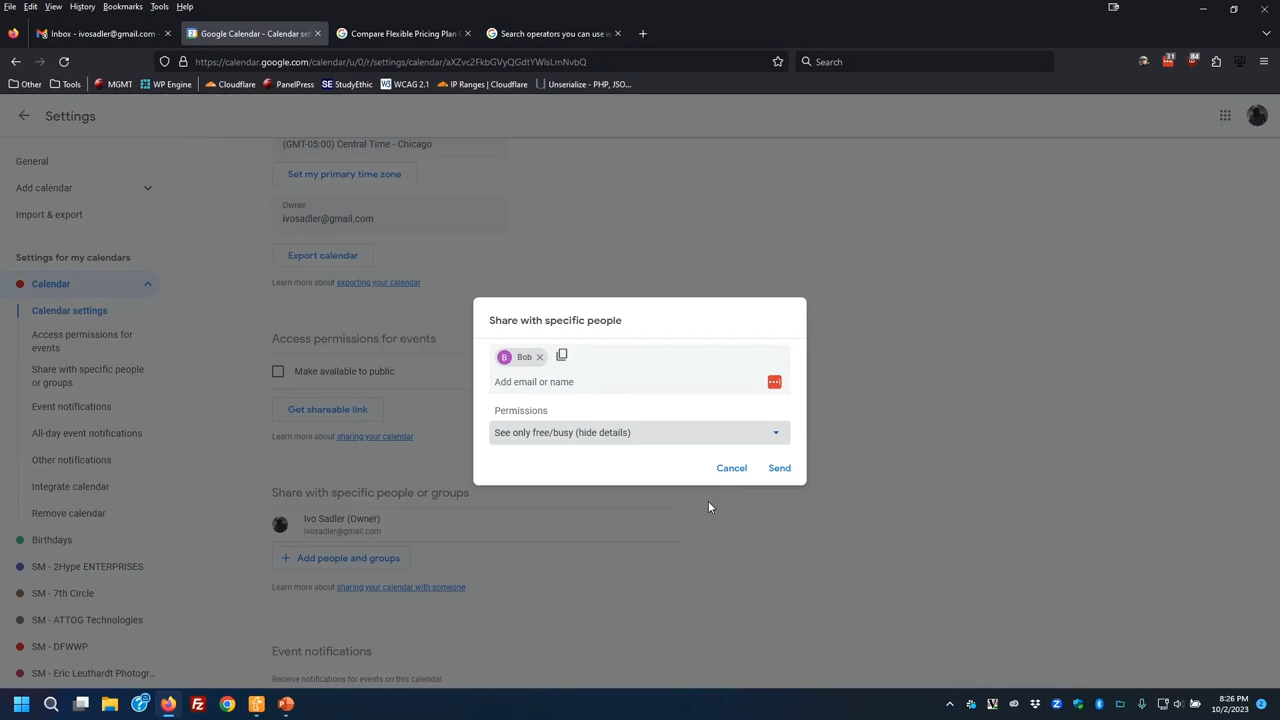 File Edit View History Bookmarks Tools Help
Inbox - ivosadler@gmail.com -
Google Calendar - Calendar set
Compare Flexible Pricing Plan O
Search operators you can use w
https://calendar.google.com/calendar/u/0/r/settings/calendar/aXZvc2FkbGVyQGdtYWlsLmNvbQ
Search
31
84
Other
Tools
MGMT
WP Engine
Cloudflare
PanelPress
SE StudyEthic
W3C WCAG 2.1
IP Ranges | Cloudflare
Unserialize - PHP, JSO...
Settings
General
Add calendar
Import & export
Settings for my calendars
Calendar
Calendar settings
Access permissions for
events
Share with specific people
or groups
Event notifications
All-day event notifications
Other notifications
Integrate calendar
Remove calendar
Birthdays
SM - 2Hype ENTERPRISES
SM - 7th Circle
SM - ATTOG Technologies
SM - DFWWP
SM - Eric Leuthardt Photogr...
(GMT-05:00) Central Time - Chicago
Set my primary time zone
Owner
ivosadler@gmail.com
Export calendar
Learn more about exporting your calendar
Access permissions for events
Make available to public
Get shareable link
Learn more about sharing your calendar
Share with specific people or groups
Ivo Sadler (Owner)
ivosadler@gmail.com
Add people and groups
Learn more about sharing your calendar with someone
Event notifications
Receive notifications for events on this calendar
Share with specific people
B Bob
Add email or name
Permissions
See only free/busy (hide details)
Cancel
Send
8:26 PM
10/2/2023